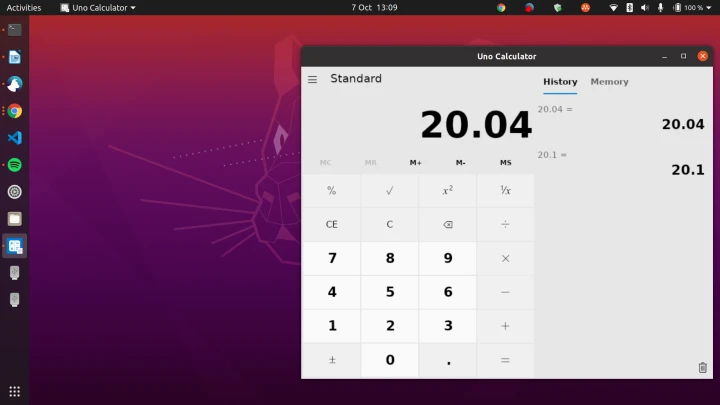 Activities
Uno Calculator
7 Oct 13:09
100 %
Uno Calculator
Standard
History
Memory
20.04
20.04 =
20.04
20.1 =
20.1
MC MR M+ M- MS
% √ x² ⅟x
CE C ÷
7 8 9 ×
4 5 6 −
1 2 3 +
± 0 . =